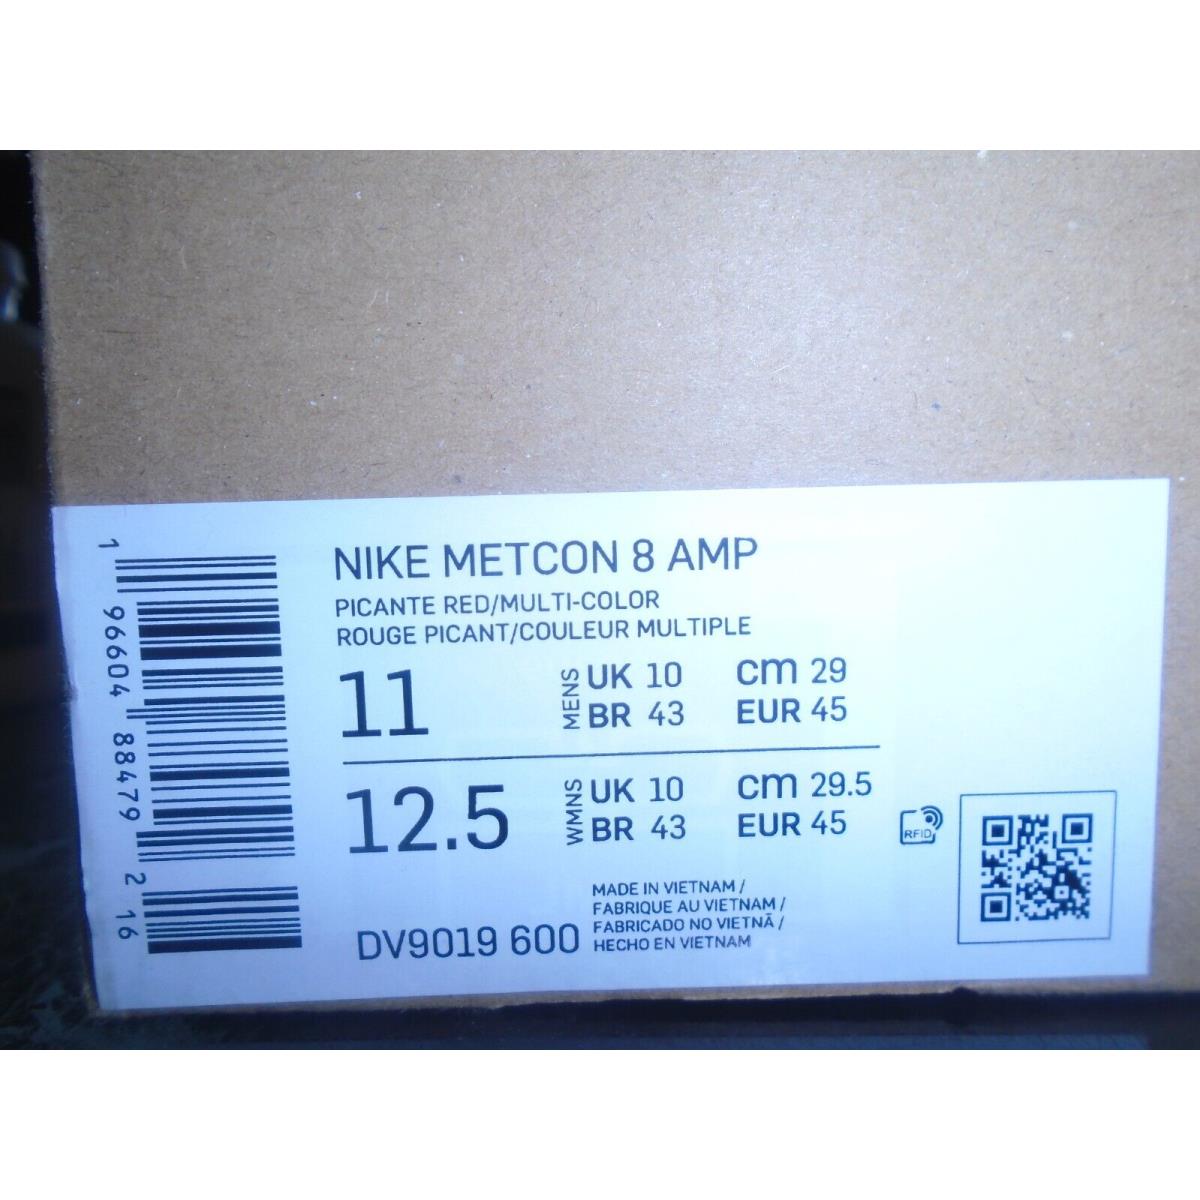 NIKE METCON 8 AMP
PICANTE RED/MULTI-COLOR
ROUGE PICANT/COULEUR MULTIPLE
11 MENS UK 10 cm 29
BR 43 EUR 45
12.5 WMNS UK 10 cm 29.5
BR 43 EUR 45
RFID
DV9019 600
MADE IN VIETNAM /
FABRIQUE AU VIETNAM /
FABRICADO NO VIETNÃ /
HECHO EN VIETNAM
1 96604 88479 2 16